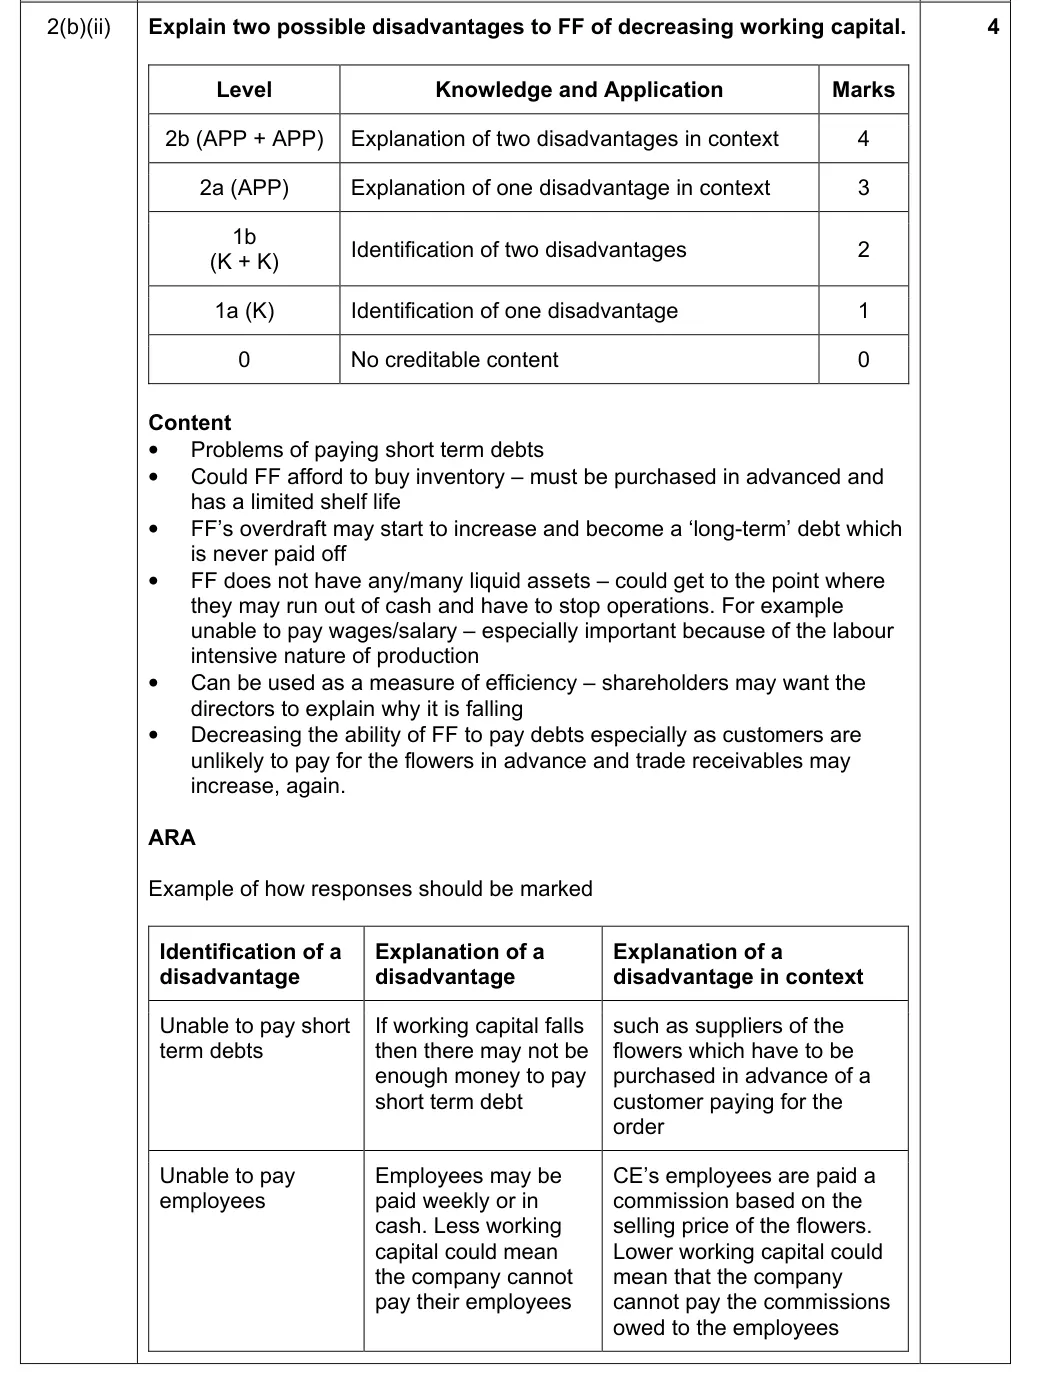 2(b)(ii) Explain two possible disadvantages to FF of decreasing working capital. 4
Level Knowledge and Application Marks
2b (APP + APP) Explanation of two disadvantages in context 4
2a (APP) Explanation of one disadvantage in context 3
1b
(K + K) Identification of two disadvantages 2
1a (K) Identification of one disadvantage 1
0 No creditable content 0
Content
• Problems of paying short term debts
• Could FF afford to buy inventory – must be purchased in advanced and
has a limited shelf life
• FF’s overdraft may start to increase and become a ‘long-term’ debt which
is never paid off
• FF does not have any/many liquid assets – could get to the point where
they may run out of cash and have to stop operations. For example
unable to pay wages/salary – especially important because of the labour
intensive nature of production
• Can be used as a measure of efficiency – shareholders may want the
directors to explain why it is falling
• Decreasing the ability of FF to pay debts especially as customers are
unlikely to pay for the flowers in advance and trade receivables may
increase, again.
ARA
Example of how responses should be marked
Identification of a
disadvantage
Explanation of a
disadvantage
Explanation of a
disadvantage in context
Unable to pay short
term debts
If working capital falls
then there may not be
enough money to pay
short term debt
such as suppliers of the
flowers which have to be
purchased in advance of a
customer paying for the
order
Unable to pay
employees
Employees may be
paid weekly or in
cash. Less working
capital could mean
the company cannot
pay their employees
CE’s employees are paid a
commission based on the
selling price of the flowers.
Lower working capital could
mean that the company
cannot pay the commissions
owed to the employees